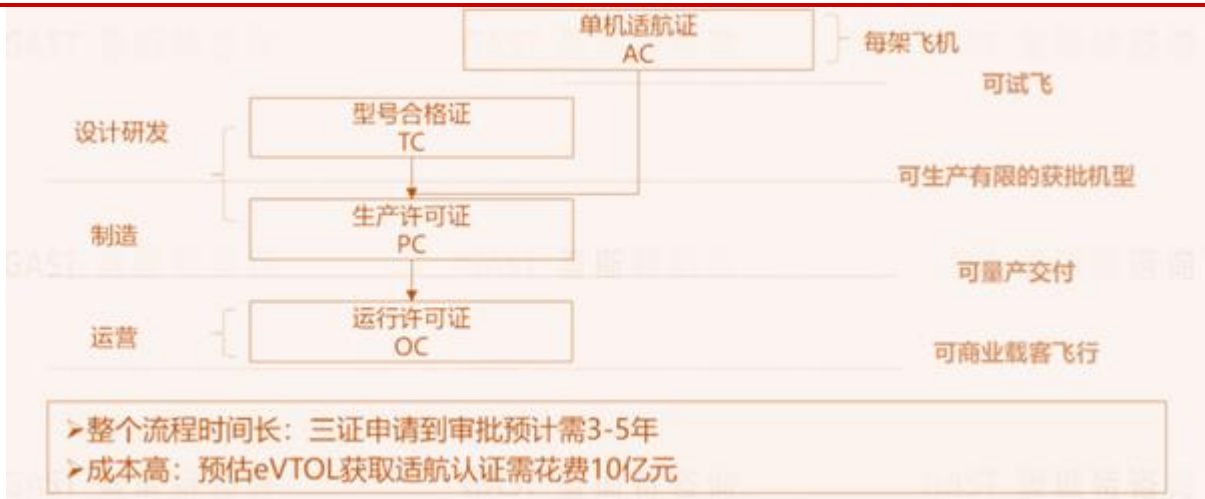 单机适航证
AC
每架飞机
可试飞
设计研发
型号合格证
TC
可生产有限的获批机型
制造
生产许可证
PC
可量产交付
运营
运行许可证
OC
可商业载客飞行
➢整个流程时间长：三证申请到审批预计需3-5年
➢成本高：预估eVTOL获取适航认证需花费10亿元